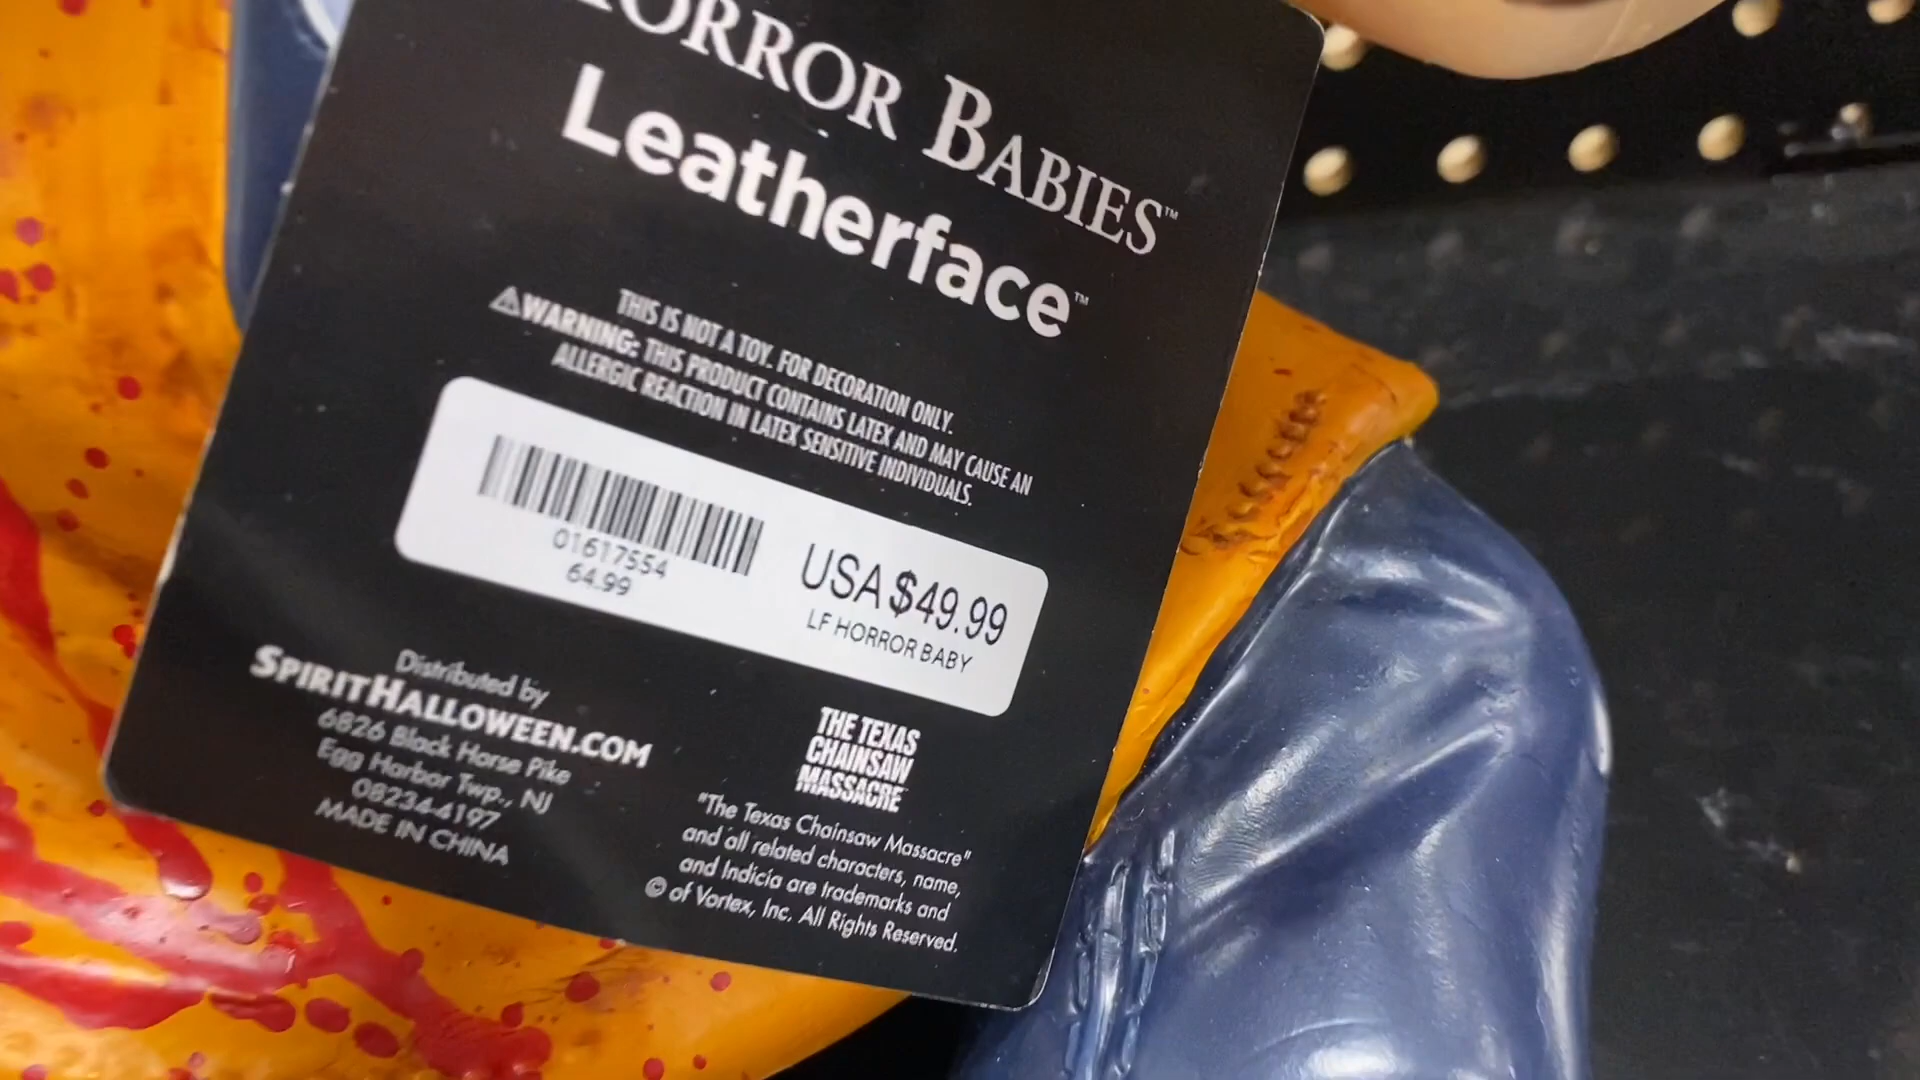 HORROR BABIES™
Leatherface™
THIS IS NOT A TOY. FOR DECORATION ONLY.
⚠WARNING: THIS PRODUCT CONTAINS LATEX AND MAY CAUSE AN
ALLERGIC REACTION IN LATEX SENSITIVE INDIVIDUALS.
01617554
64.99
USA $49.99
LF HORROR BABY
Distributed by
SPIRITHALLOWEEN.COM
6826 Black Horse Pike
Egg Harbor Twp., NJ
08234-4197
MADE IN CHINA
THE TEXAS
CHAINSAW
MASSACRE
"The Texas Chainsaw Massacre"
and all related characters, name,
and Indicia are trademarks and
© of Vortex, Inc. All Rights Reserved.